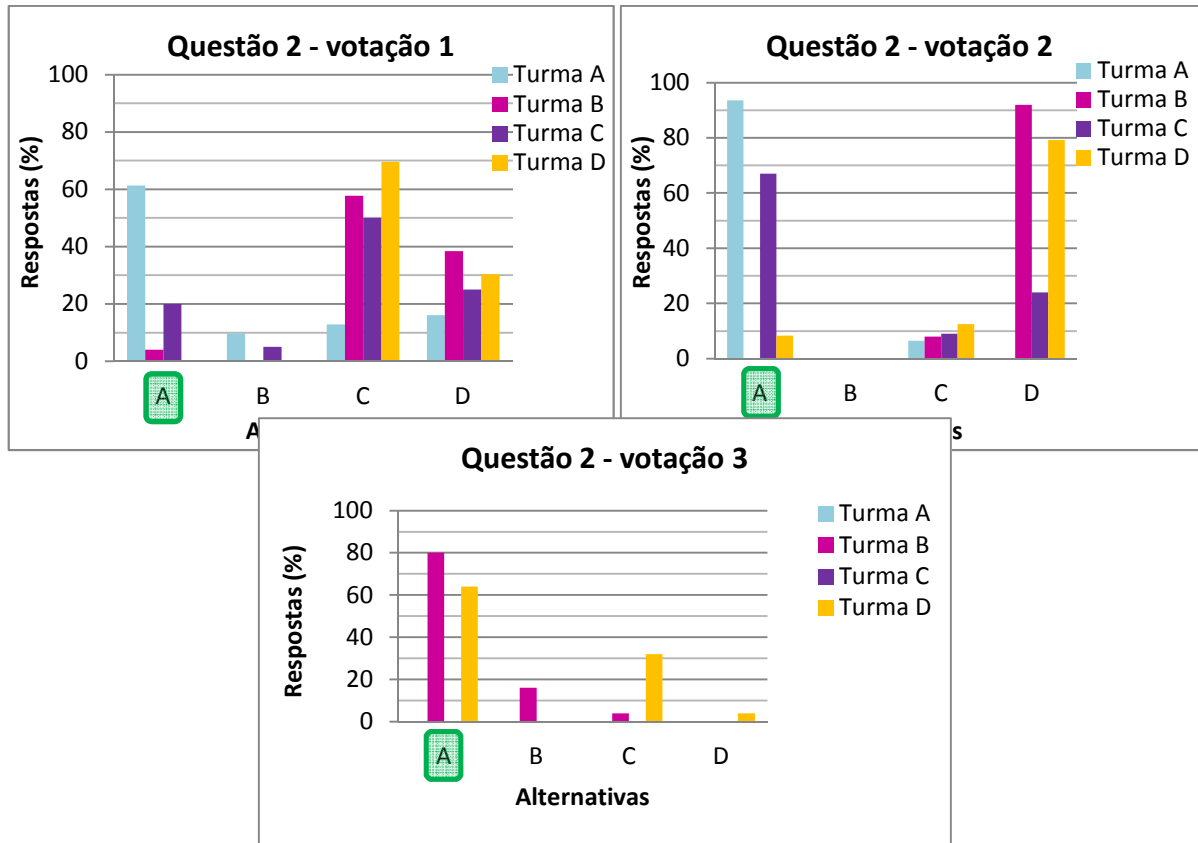 Questão 2 - votação 1
100
80
60
40
20
0
Respostas (%)
Turma A
Turma B
Turma C
Turma D
A
B
C
D
A
Questão 2 - votação 2
100
80
60
40
20
0
Respostas (%)
Turma A
Turma B
Turma C
Turma D
A
B
C
D
s
Questão 2 - votação 3
100
80
60
40
20
0
Respostas (%)
Turma A
Turma B
Turma C
Turma D
A
B
C
D
Alternativas